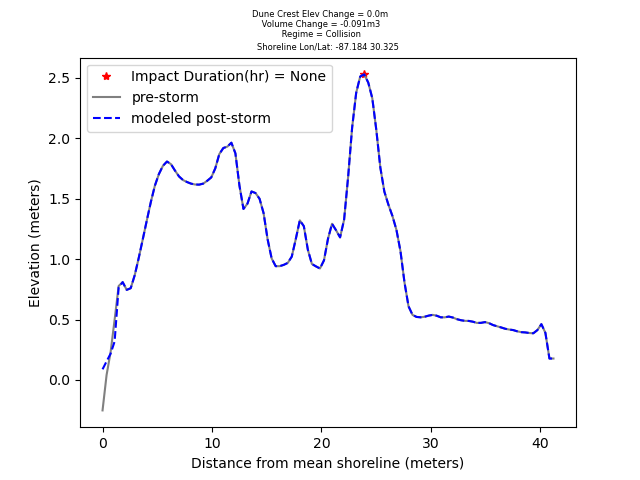 Dune Crest Elev Change = 0.0m
Volume Change = -0.091m3
Regime = Collision
Shoreline Lon/Lat: -87.184 30.325
Impact Duration(hr) = None
pre-storm
modeled post-storm
Elevation (meters)
2.5
2.0
1.5
1.0
0.5
0.0
0 10 20 30 40
Distance from mean shoreline (meters)